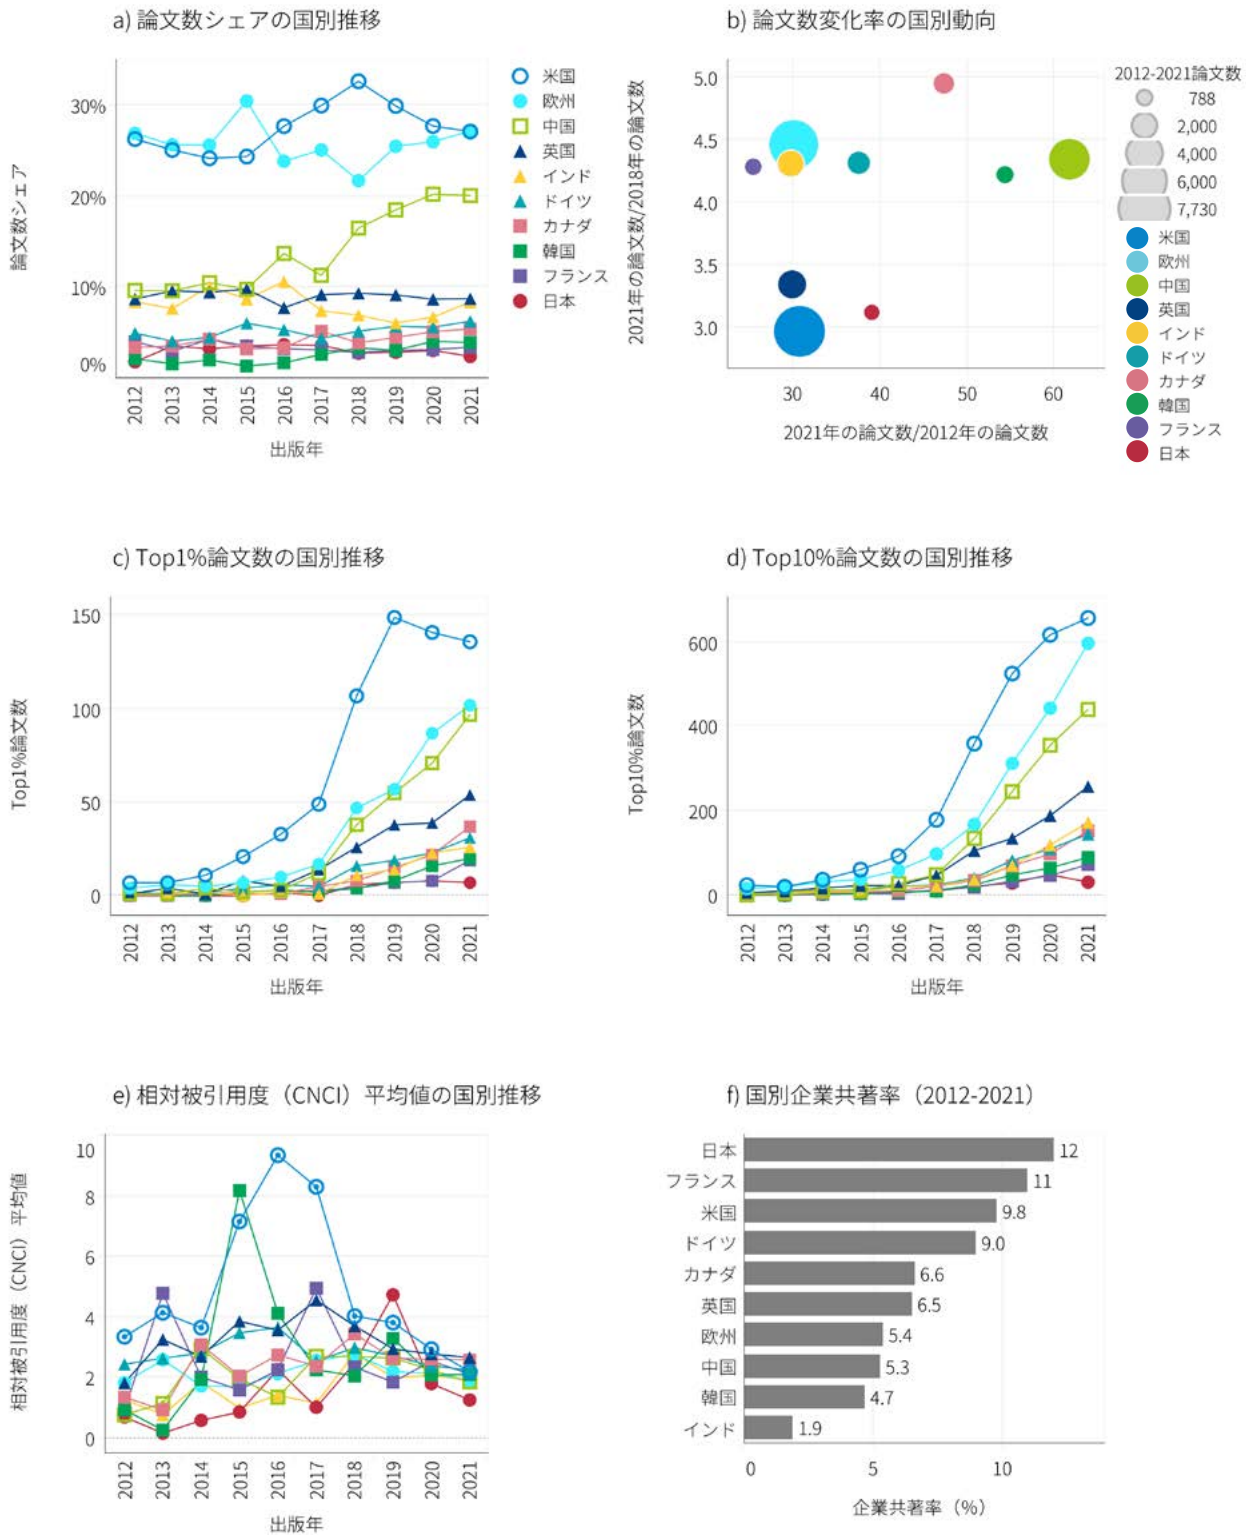 a) 論文数シェアの国別推移
論文数シェア
30%
20%
10%
0%
2012
2013
2014
2015
2016
2017
2018
2019
2020
2021
出版年
米国
欧州
中国
英国
インド
ドイツ
カナダ
韓国
フランス
日本
b) 論文数変化率の国別動向
2021年の論文数/2018年の論文数
5.0
4.5
4.0
3.5
3.0
30
40
50
60
2021年の論文数/2012年の論文数
2012-2021論文数
788
2,000
4,000
6,000
7,730
米国
欧州
中国
英国
インド
ドイツ
カナダ
韓国
フランス
日本
c) Top1%論文数の国別推移
Top1%論文数
150
100
50
0
2012
2013
2014
2015
2016
2017
2018
2019
2020
2021
出版年
d) Top10%論文数の国別推移
Top10%論文数
600
400
200
0
2012
2013
2014
2015
2016
2017
2018
2019
2020
2021
出版年
e) 相対被引用度（CNCI）平均値の国別推移
相対被引用度（CNCI）平均値
10
8
6
4
2
0
2012
2013
2014
2015
2016
2017
2018
2019
2020
2021
出版年
f) 国別企業共著率（2012-2021）
日本 12
フランス 11
米国 9.8
ドイツ 9.0
カナダ 6.6
英国 6.5
欧州 5.4
中国 5.3
韓国 4.7
インド 1.9
0
5
10
企業共著率（%）